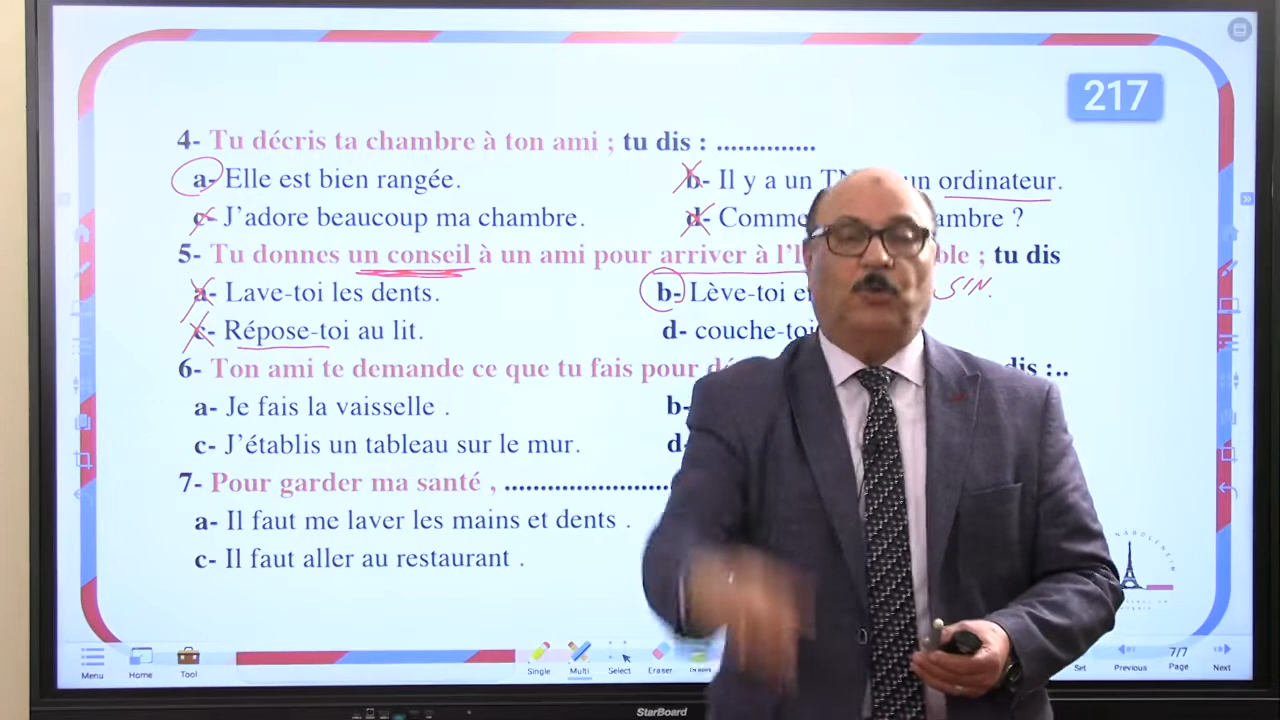 217
4- Tu décris ta chambre à ton ami ; tu dis : ..............
a- Elle est bien rangée. b- Il y a un un ordinateur.
c- J'adore beaucoup ma chambre. d- ?
5- Tu donnes un conseil à un ami pour arriver à ; tu dis
a- Lave-toi les dents. b- Lève-toi SIN.
c- Répose-toi au lit. d- couche-toi
6- Ton ami te demande ce que tu fais pour dis :..
a- Je fais la vaisselle . b-
c- J'établis un tableau sur le mur. d-
7- Pour garder ma santé , ........................
a- Il faut me laver les mains et dents .
c- Il faut aller au restaurant .
Menu Home Tool Single Multi Select Eraser Set Previous 7/7 Page Next
StarBoard